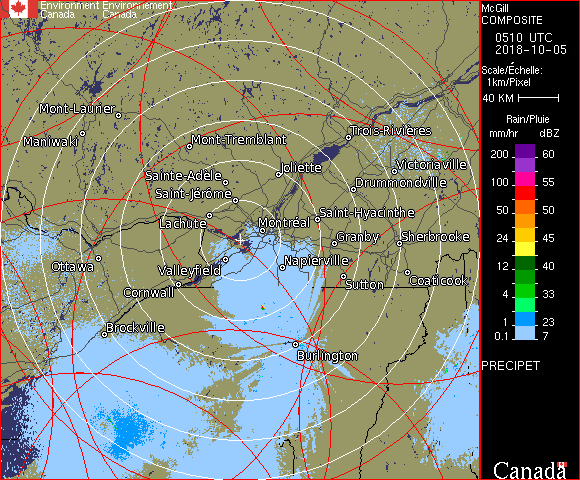 Environment Environnement
Canada Canada
McGill
COMPOSITE
0510 UTC
2018-10-05
Scale/Échelle:
1km/Pixel
40 KM
Rain/Pluie
mm/hr dBZ
200 60
100 55
50 50
24 45
12 40
4 33
1 23
0.1 7
PRECIPET
Mont-Laurier
Maniwaki
Mont-Tremblant
Trois-Rivières
Joliette
Victoriaville
Sainte-Adèle
Drummondville
Saint-Jérôme
Saint-Hyacinthe
Lachute
Montréal
Granby
Sherbrooke
Ottawa
Valleyfield
Napierville
Cornwall
Sutton
Coaticook
Brockville
Burlington
Canada